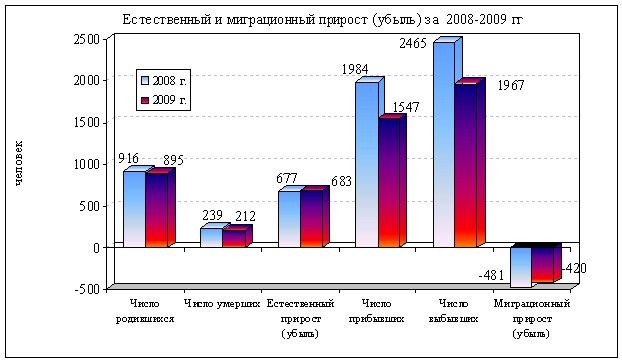 Естественный и миграционный прирост (убыль) за 2008-2009 гг
человек
2500
2000
1500
1000
500
0
-500
2008 г.
2009 г.
916
895
239
212
677
683
1984
1547
2465
1967
-481
-420
Число
родившихся
Число умерших
Естественный
прирост
(убыль)
Число
прибывших
Число
выбывших
Миграционный
прирост
(убыль)